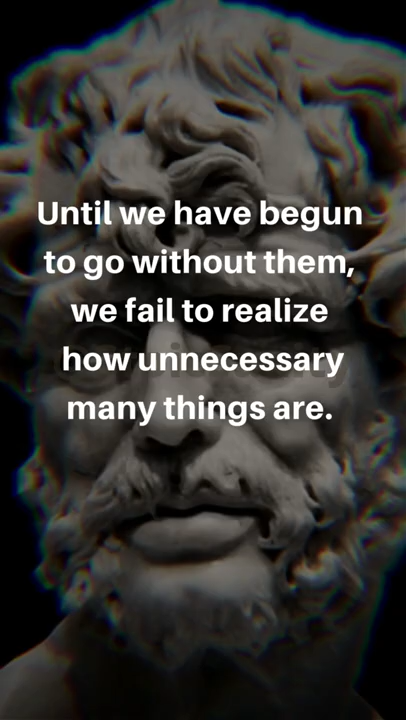 Until we have begun
to go without them,
we fail to realize
how unnecessary
many things are.